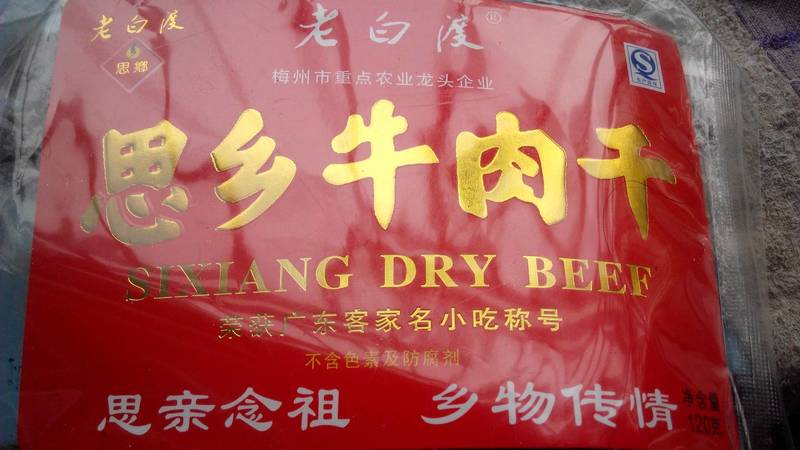 老白渡
思鄉
老白渡®
梅州市重点农业龙头企业
思乡牛肉干
SIXIANG DRY BEEF
荣获广东客家名小吃称号
不含色素及防腐剂
思亲念祖 乡物传情
净含量
120克